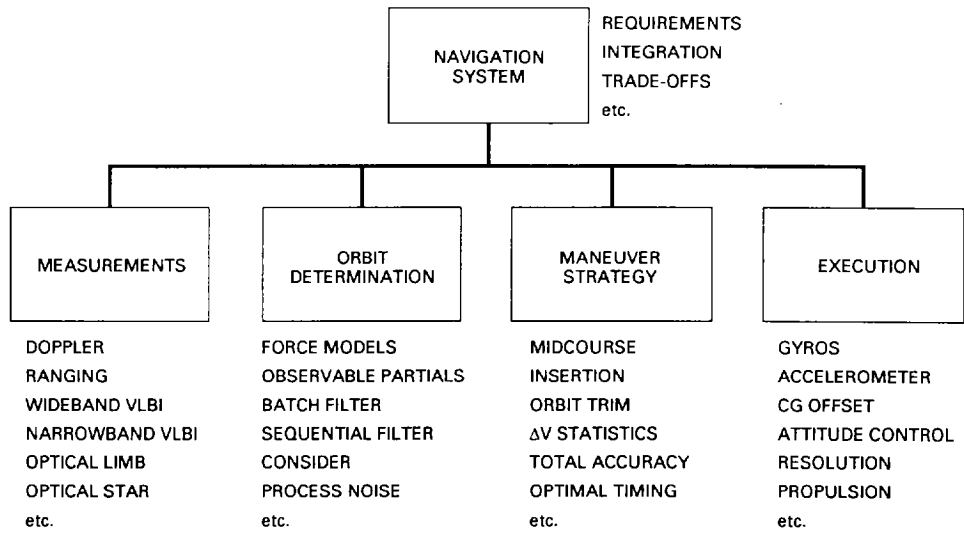 NAVIGATION
SYSTEM
REQUIREMENTS
INTEGRATION
TRADE-OFFS
etc.
MEASUREMENTS
DOPPLER
RANGING
WIDEBAND VLBI
NARROWBAND VLBI
OPTICAL LIMB
OPTICAL STAR
etc.
ORBIT
DETERMINATION
FORCE MODELS
OBSERVABLE PARTIALS
BATCH FILTER
SEQUENTIAL FILTER
CONSIDER
PROCESS NOISE
etc.
MANEUVER
STRATEGY
MIDCOURSE
INSERTION
ORBIT TRIM
ΔV STATISTICS
TOTAL ACCURACY
OPTIMAL TIMING
etc.
EXECUTION
GYROS
ACCELEROMETER
CG OFFSET
ATTITUDE CONTROL
RESOLUTION
PROPULSION
etc.